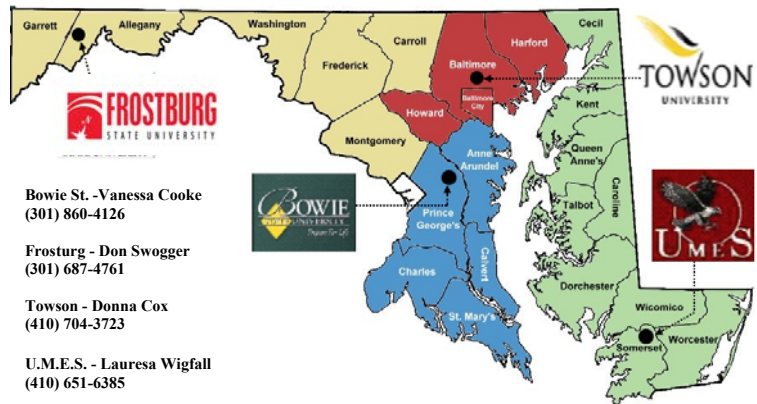 Garrett
Allegany
Washington
Frederick
Carroll
Baltimore
Harford
Cecil
TOWSON
UNIVERSITY
FROSTBURG
STATE UNIVERSITY
Howard
Baltimore
City
Kent
Montgomery
Anne
Arundel
Queen
Anne's
Caroline
Talbot
BOWIE
Prince
George's
UMES
Bowie St. -Vanessa Cooke
(301) 860-4126
Frosturg - Don Swogger
(301) 687-4761
Charles
Calvert
Dorchester
St. Mary's
Wicomico
Somerset
Worcester
Towson - Donna Cox
(410) 704-3723
U.M.E.S. - Lauresa Wigfall
(410) 651-6385